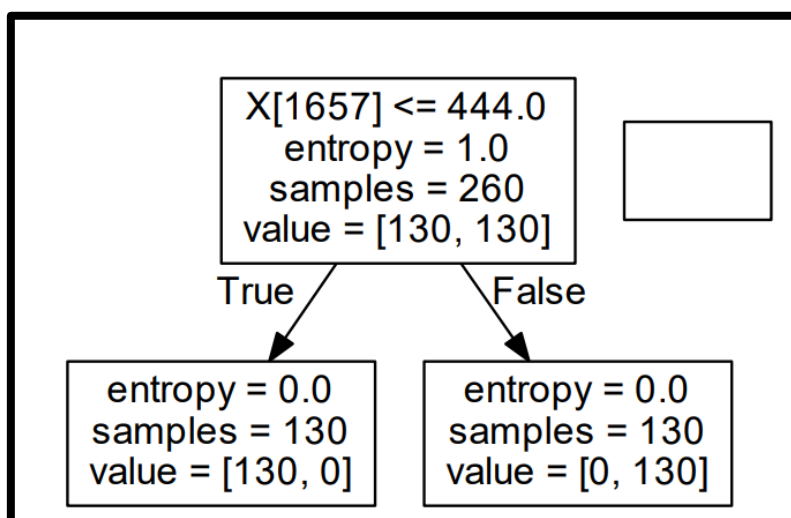 X[1657] <= 444.0
entropy = 1.0
samples = 260
value = [130, 130]
True
False
entropy = 0.0
samples = 130
value = [130, 0]
entropy = 0.0
samples = 130
value = [0, 130]